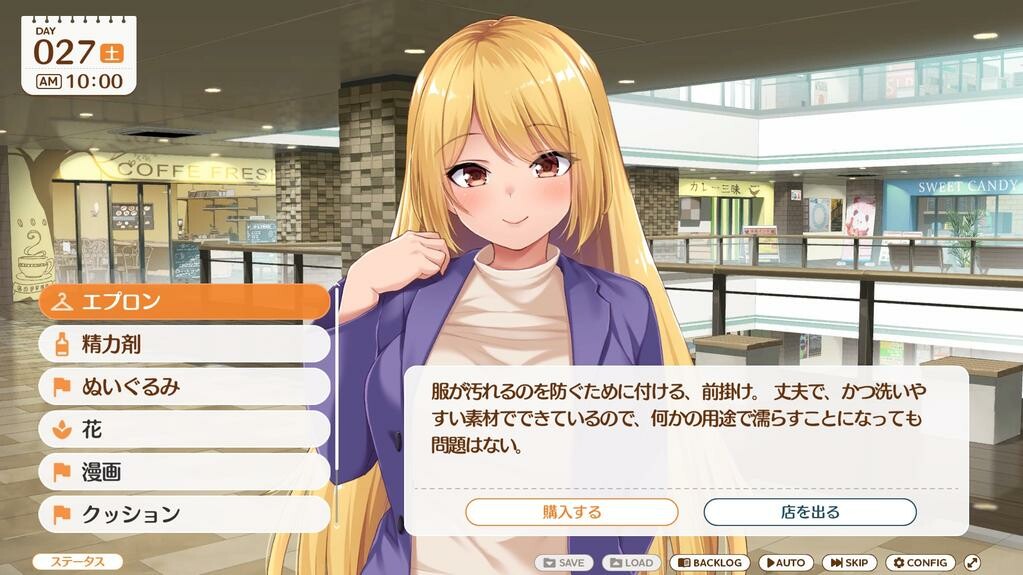 DAY
027 土
AM 10:00
COFFE FRES
カレー三昧
SWEET CANDY
エプロン
精力剤
ぬいぐるみ
花
漫画
クッション
服が汚れるのを防ぐために付ける、前掛け。 丈夫で、かつ洗いや
すい素材でできているので、何かの用途で濡らすことになっても
問題はない。
購入する
店を出る
ステータス
SAVE
LOAD
BACKLOG
AUTO
SKIP
CONFIG